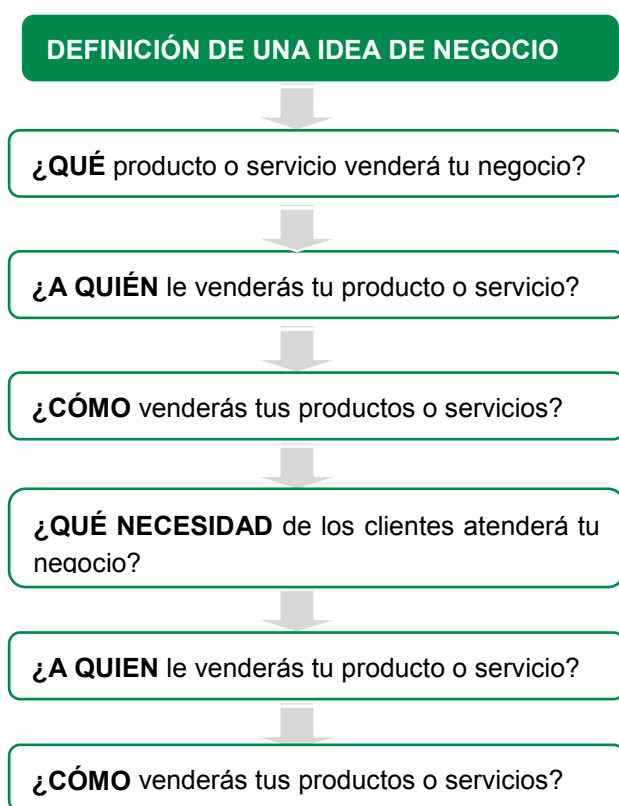 DEFINICIÓN DE UNA IDEA DE NEGOCIO
¿QUÉ producto o servicio venderá tu negocio?
¿A QUIÉN le venderás tu producto o servicio?
¿CÓMO venderás tus productos o servicios?
¿QUÉ NECESIDAD de los clientes atenderá tu
negocio?
¿A QUIEN le venderás tu producto o servicio?
¿CÓMO venderás tus productos o servicios?